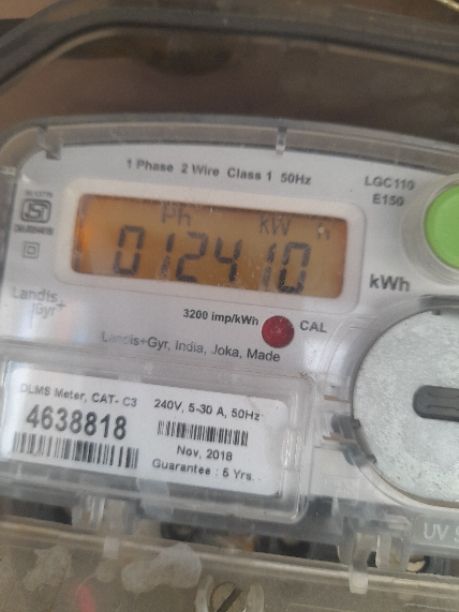 1 Phase 2 Wire Class 1 50Hz
LGC110
E150
Ph kW h
012410
kWh
Landis
Gyr+
3200 imp/kWh
CAL
Landis+Gyr, India, Joka, Made
DLMS Meter, CAT- C3
4638818
240V, 5-30 A, 50Hz
Nov, 2018
Guarantee : 5 Yrs.
UV